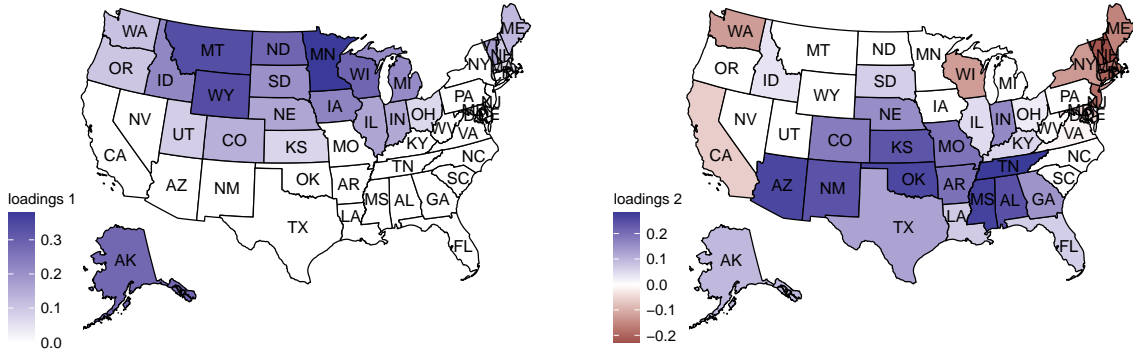 WA
MT
ND
MN
ME
OR
ID
SD
WI
MI
NY
WY
IA
NE
PA
NV
UT
CO
IL
IN
OH
KS
MO
KY
WV
VA
CA
NC
TN
AZ
NM
OK
AR
SC
MS
AL
GA
LA
TX
FL
AK
loadings 1
0.3
0.2
0.1
0.0
WA
MT
ND
MN
ME
OR
ID
SD
WI
MI
NY
WY
IA
NE
PA
NJ
NV
UT
CO
IL
IN
OH
KS
MO
KY
WV
VA
CA
NC
TN
AZ
NM
OK
AR
SC
MS
AL
GA
LA
TX
FL
AK
loadings 2
0.2
0.1
0.0
−0.1
−0.2